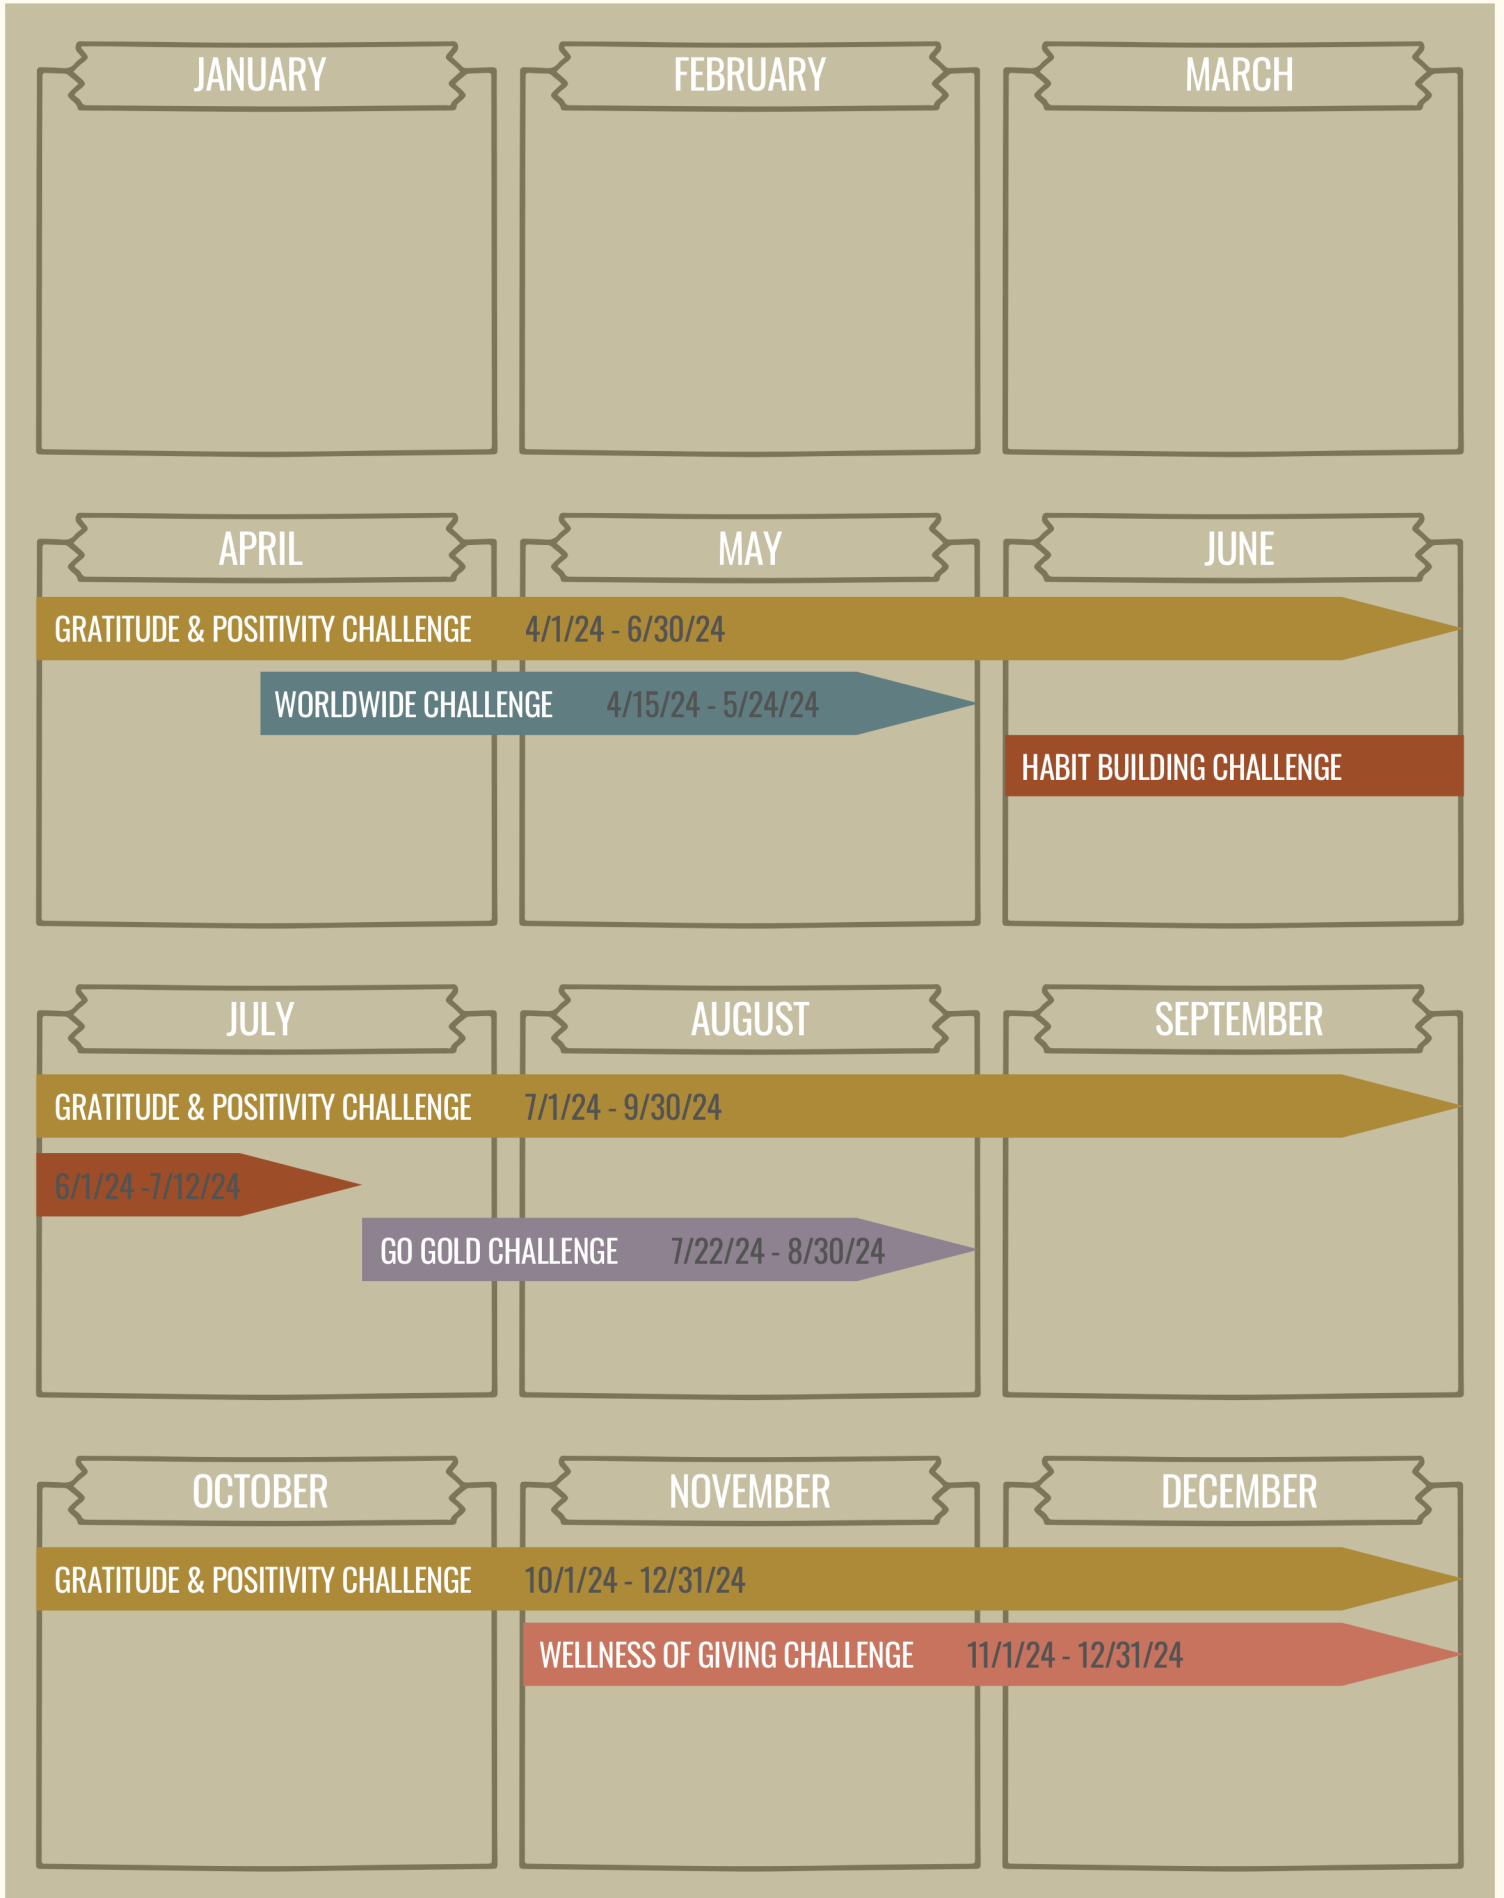 JANUARY
FEBRUARY
MARCH
APRIL
MAY
JUNE
GRATITUDE & POSITIVITY CHALLENGE 4/1/24 - 6/30/24
WORLDWIDE CHALLENGE 4/15/24 - 5/24/24
HABIT BUILDING CHALLENGE
JULY
AUGUST
SEPTEMBER
GRATITUDE & POSITIVITY CHALLENGE 7/1/24 - 9/30/24
6/1/24 -7/12/24
GO GOLD CHALLENGE 7/22/24 - 8/30/24
OCTOBER
NOVEMBER
DECEMBER
GRATITUDE & POSITIVITY CHALLENGE 10/1/24 - 12/31/24
WELLNESS OF GIVING CHALLENGE 11/1/24 - 12/31/24